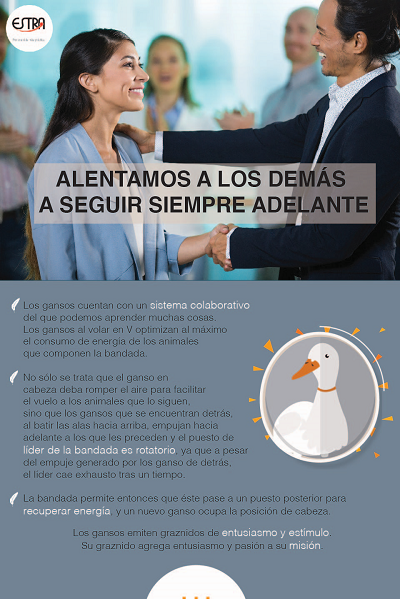 ESTRA
ALENTAMOS A LOS DEMÁS
A SEGUIR SIEMPRE ADELANTE
Los gansos cuentan con un sistema colaborativo
del que podemos aprender muchas cosas.
Los gansos al volar en V optimizan al máximo
el consumo de energía de los animales
que componen la bandada.
No sólo se trata que el ganso en
cabeza deba romper el aire para facilitar
el vuelo a los animales que lo siguen,
sino que los gansos que se encuentran detrás,
al batir las alas hacia arriba, empujan hacia
adelante a los que les preceden y el puesto de
líder de la bandada es rotatorio, ya que a pesar
del empuje generado por los ganso de detrás,
el líder cae exhausto tras un tiempo.
La bandada permite entonces que éste pase a un puesto posterior para
recuperar energía, y un nuevo ganso ocupa la posición de cabeza.
Los gansos emiten graznidos de entusiasmo y estímulo.
Su graznido agrega entusiasmo y pasión a su misión.